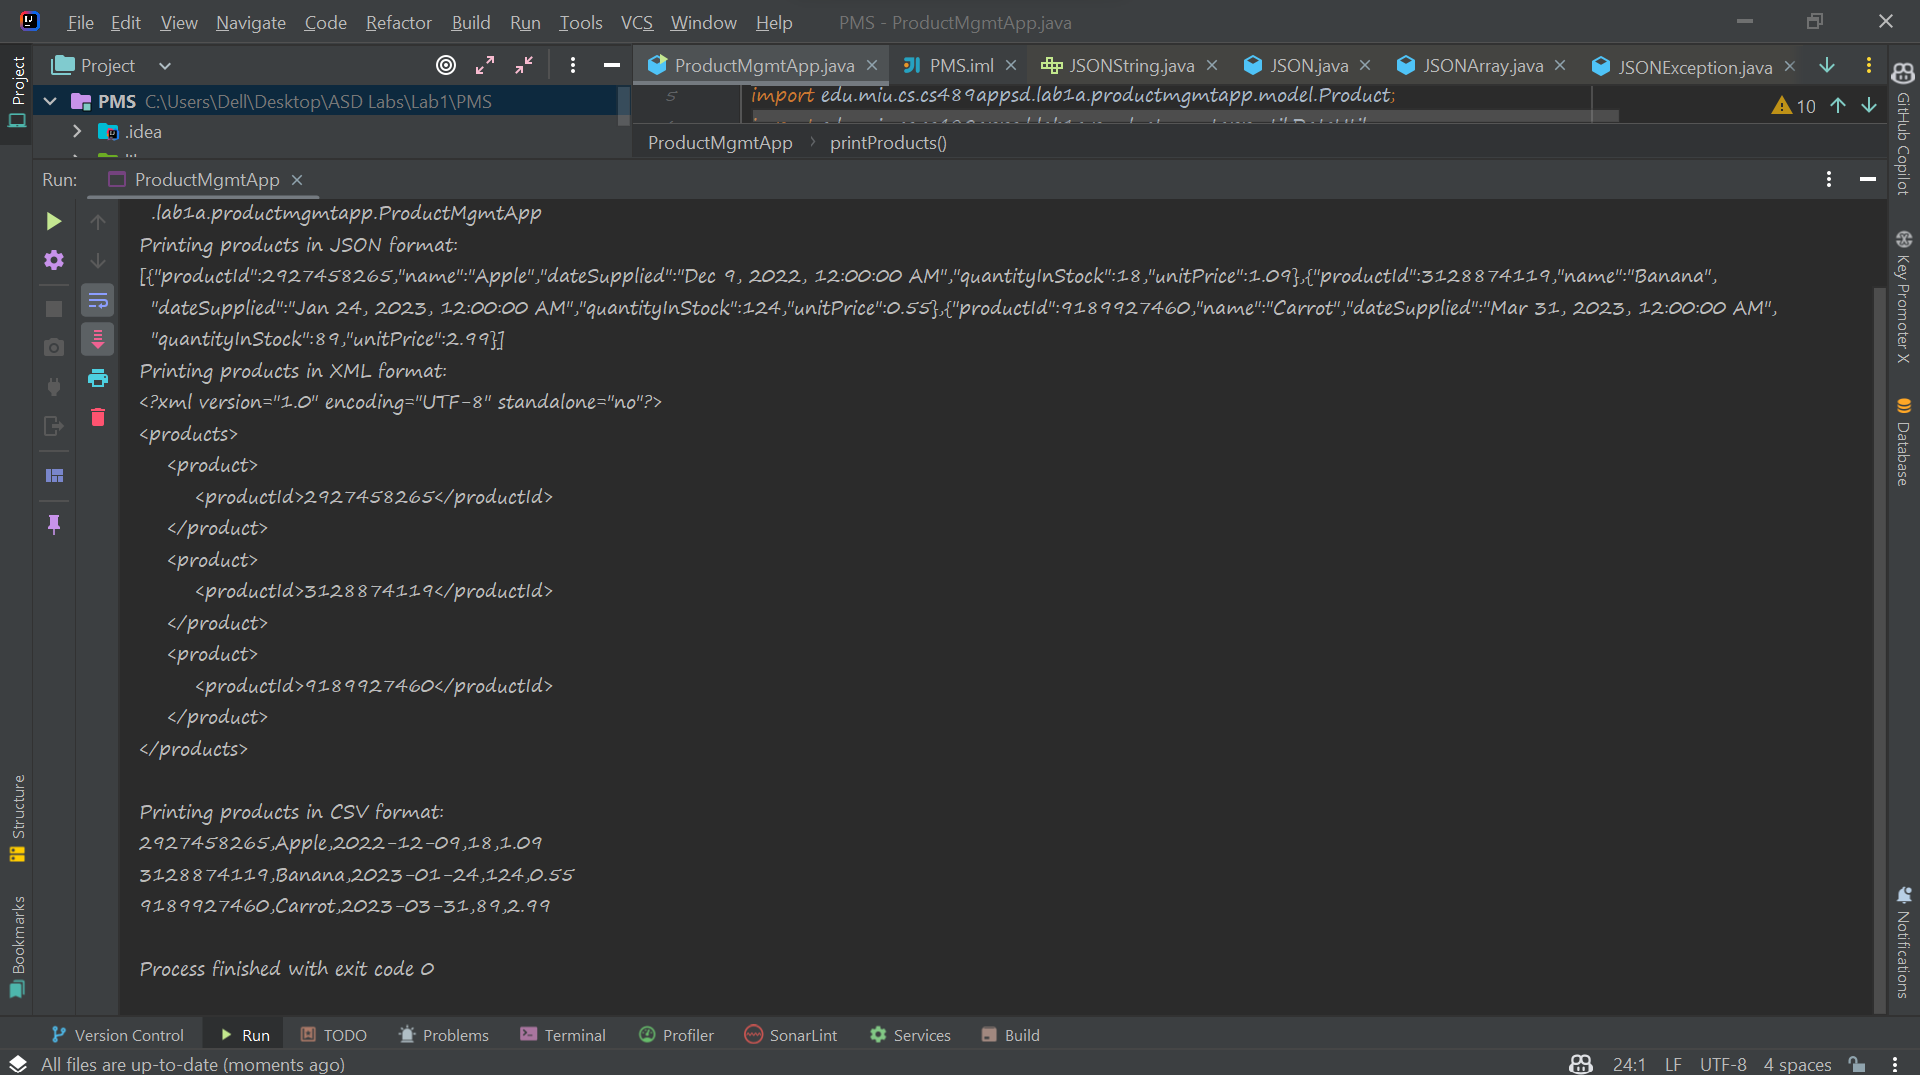 File Edit View Navigate Code Refactor Build Run Tools VCS Window Help PMS - ProductMgmtApp.java
Project
ProductMgmtApp.java PMS.iml JSONString.java JSON.java JSONArray.java JSONException.java
PMS C:\Users\Dell\Desktop\ASD Labs\Lab1\PMS
5 import edu.miu.cs.cs489appsd.lab1a.productmgmtapp.model.Product;
10
.idea
ProductMgmtApp printProducts()
Run: ProductMgmtApp
.lab1a.productmgmtapp.ProductMgmtApp
Printing products in JSON format:
[{"productId":2927458265,"name":"Apple","dateSupplied":"Dec 9, 2022, 12:00:00 AM","quantityInStock":18,"unitPrice":1.09},{"productId":3128874119,"name":"Banana",
"dateSupplied":"Jan 24, 2023, 12:00:00 AM","quantityInStock":124,"unitPrice":0.55},{"productId":9189927460,"name":"Carrot","dateSupplied":"Mar 31, 2023, 12:00:00 AM",
"quantityInStock":89,"unitPrice":2.99}]
Printing products in XML format:
<?xml version="1.0" encoding="UTF-8" standalone="no"?>
<products>
<product>
<productId>2927458265</productId>
</product>
<product>
<productId>3128874119</productId>
</product>
<product>
<productId>9189927460</productId>
</product>
</products>
Printing products in CSV format:
2927458265,Apple,2022-12-09,18,1.09
3128874119,Banana,2023-01-24,124,0.55
9189927460,Carrot,2023-03-31,89,2.99
Process finished with exit code 0
Project
Structure
Bookmarks
GitHub Copilot
Key Promoter X
Database
Notifications
Version Control Run TODO Problems Terminal Profiler SonarLint Services Build
All files are up-to-date (moments ago) 24:1 LF UTF-8 4 spaces